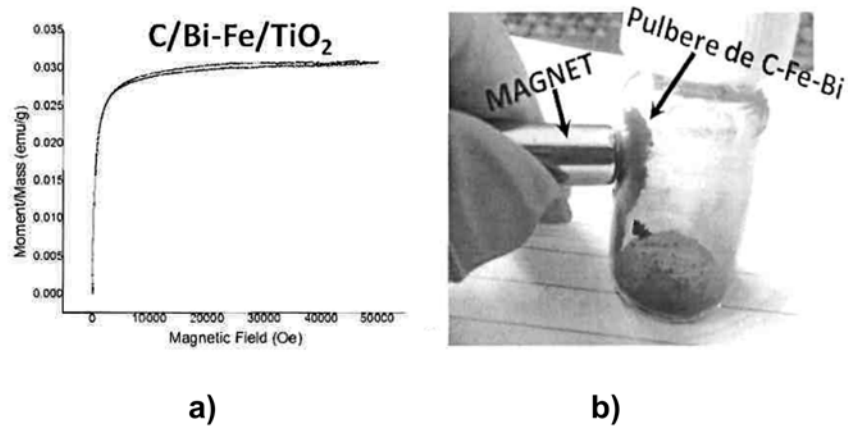 C/Bi-Fe/TiO₂
Moment/Mass (emu/g)
0.035
0.030
0.025
0.020
0.015
0.010
0.005
0.000
0 10000 20000 30000 40000 50000
Magnetic Field (Oe)
MAGNET
Pulbere de C-Fe-Bi
a) b)